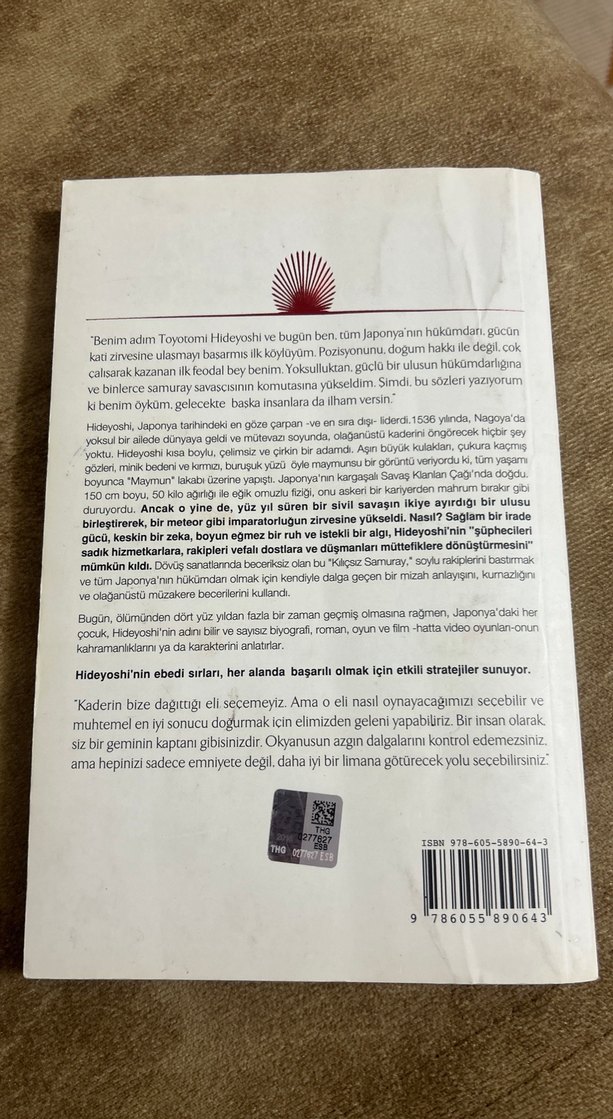 "Benim adım Toyotomi Hideyoshi ve bugün ben, tüm Japonya'nın hükümdarı, gücün
kati zirvesine ulaşmayı başarmış ilk köylüyüm. Pozisyonunu, doğum hakkı ile değil, çok
çalışarak kazanan ilk feodal bey benim. Yoksulluktan, güçlü bir ulusun hükümdarlığına
ve binlerce samuray savaşçısının komutasına yükseldim. Şimdi, bu sözleri yazıyorum
ki benim öyküm, gelecekte başka insanlara da ilham versin."
Hideyoshi, Japonya tarihindeki en göze çarpan -ve en sıra dışı- liderdi.1536 yılında, Nagoya'da
yoksul bir ailede dünyaya geldi ve mütevazı soyunda, olağanüstü kaderini öngörecek hiçbir şey
yoktu. Hideyoshi kısa boylu, çelimsiz ve çirkin bir adamdı. Aşırı büyük kulakları, çukura kaçmış
gözleri, minik bedeni ve kırmızı, buruşuk yüzü öyle maymunsu bir görüntü veriyordu ki, tüm yaşamı
boyunca "Maymun" lakabı üzerine yapıştı. Japonya'nın kargaşalı Savaş Klanları Çağı'nda doğdu.
150 cm boyu, 50 kilo ağırlığı ile eğik omuzlu fiziği, onu askeri bir kariyerden mahrum bırakır gibi
duruyordu. Ancak o yine de, yüz yıl süren bir sivil savaşın ikiye ayırdığı bir ulusu
birleştirerek, bir meteor gibi imparatorluğun zirvesine yükseldi. Nasıl? Sağlam bir irade
gücü, keskin bir zeka, boyun eğmez bir ruh ve istekli bir algı, Hideyoshi'nin "şüphecileri
sadık hizmetkarlara, rakipleri vefalı dostlara ve düşmanları müttefiklere dönüştürmesini"
mümkün kıldı. Dövüş sanatlarında beceriksiz olan bu "Kılıçsız Samuray," soylu rakiplerini bastırmak
ve tüm Japonya'nın hükümdarı olmak için kendiyle dalga geçen bir mizah anlayışını, kurnazlığını
ve olağanüstü müzakere becerilerini kullandı.
Bugün, ölümünden dört yüz yıldan fazla bir zaman geçmiş olmasına rağmen, Japonya'daki her
çocuk, Hideyoshi'nin adını bilir ve sayısız biyografi, roman, oyun ve film -hatta video oyunları-onun
kahramanlıklarını ya da karakterini anlatırlar.
Hideyoshi'nin ebedi sırları, her alanda başarılı olmak için etkili stratejiler sunuyor.
"Kaderin bize dağıttığı eli seçemeyiz. Ama o eli nasıl oynayacağımızı seçebilir ve
muhtemel en iyi sonucu doğurmak için elimizden geleni yapabiliriz. Bir insan olarak,
siz bir geminin kaptanı gibisinizdir. Okyanusun azgın dalgalarını kontrol edemezsiniz,
ama hepinizi sadece emniyete değil, daha iyi bir limana götürecek yolu seçebilirsiniz."
THG
0277627
ESB
THG 0277627 ESB
ISBN 978-605-5890-64-3
9 786055 890643